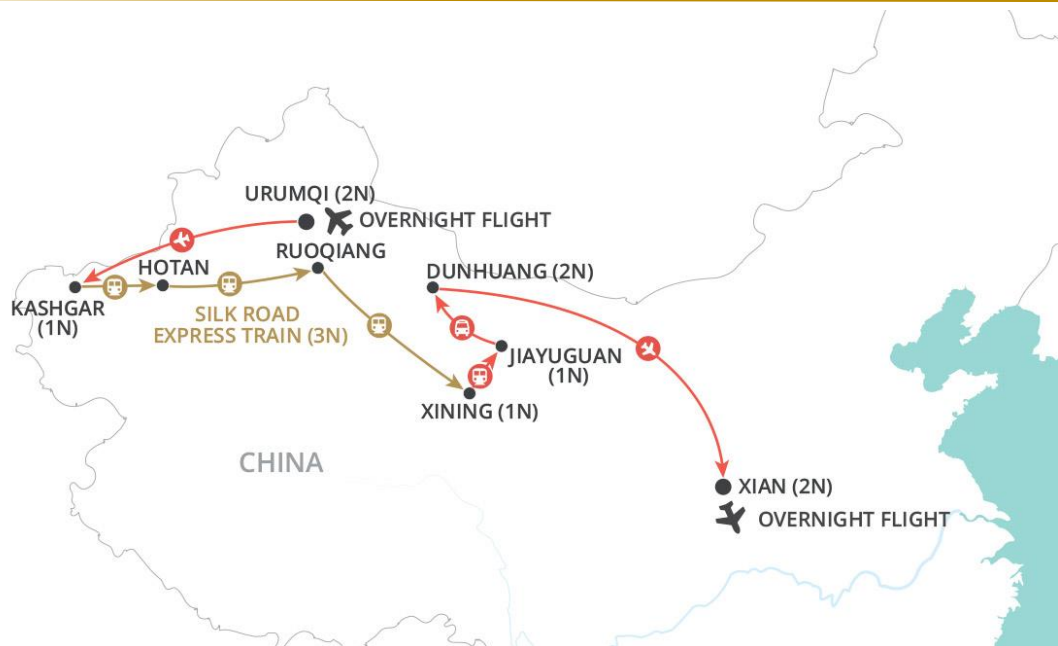 URUMQI (2N)
OVERNIGHT FLIGHT
RUOQIANG
HOTAN
KASHGAR
(1N)
SILK ROAD
EXPRESS TRAIN (3N)
DUNHUANG (2N)
JIAYUGUAN
(1N)
XINING (1N)
CHINA
XIAN (2N)
OVERNIGHT FLIGHT